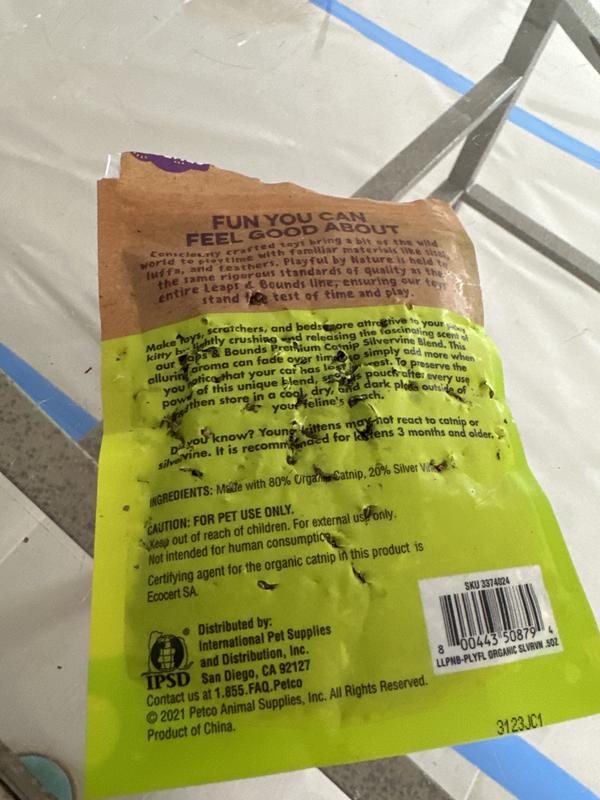 FUN YOU CAN
FEEL GOOD ABOUT
Consciously crafted toys bring a bit of the wild
world to playtime with familiar materials like sisal,
luffa, and feathers. Playful by Nature is held to
the same rigorous standards of quality as the
entire Leaps & Bounds line, ensuring our toys
stand the test of time and play.
Make toys, scratchers, and beds more attractive to your picky
kitty by lightly crushing and releasing the fascinating scent of
our Leaps & Bounds Premium Catnip Silvervine Blend. This
alluring aroma can fade over time, so simply add more when
you notice that your cat has lost interest. To preserve the
power of this unique blend, seal its pouch after every use
then store in a cool, dry, and dark place outside of
your feline's reach.
Did you know? Young kittens may not react to catnip or
silvervine. It is recommended for kittens 3 months and older.
INGREDIENTS: Made with 80% Organic Catnip, 20% Silver Vine
CAUTION: FOR PET USE ONLY.
Keep out of reach of children. For external use only.
Not intended for human consumption.
Certifying agent for the organic catnip in this product is
Ecocert SA.
Distributed by:
International Pet Supplies
and Distribution, Inc.
San Diego, CA 92127
IPSD ®
Contact us at 1.855.FAQ.Petco
© 2021 Petco Animal Supplies, Inc. All Rights Reserved.
Product of China.
SKU 3374824
8 00443 50879 4
LLPNB-PLYFL ORGANIC SLVRVN .5OZ
3123JC1